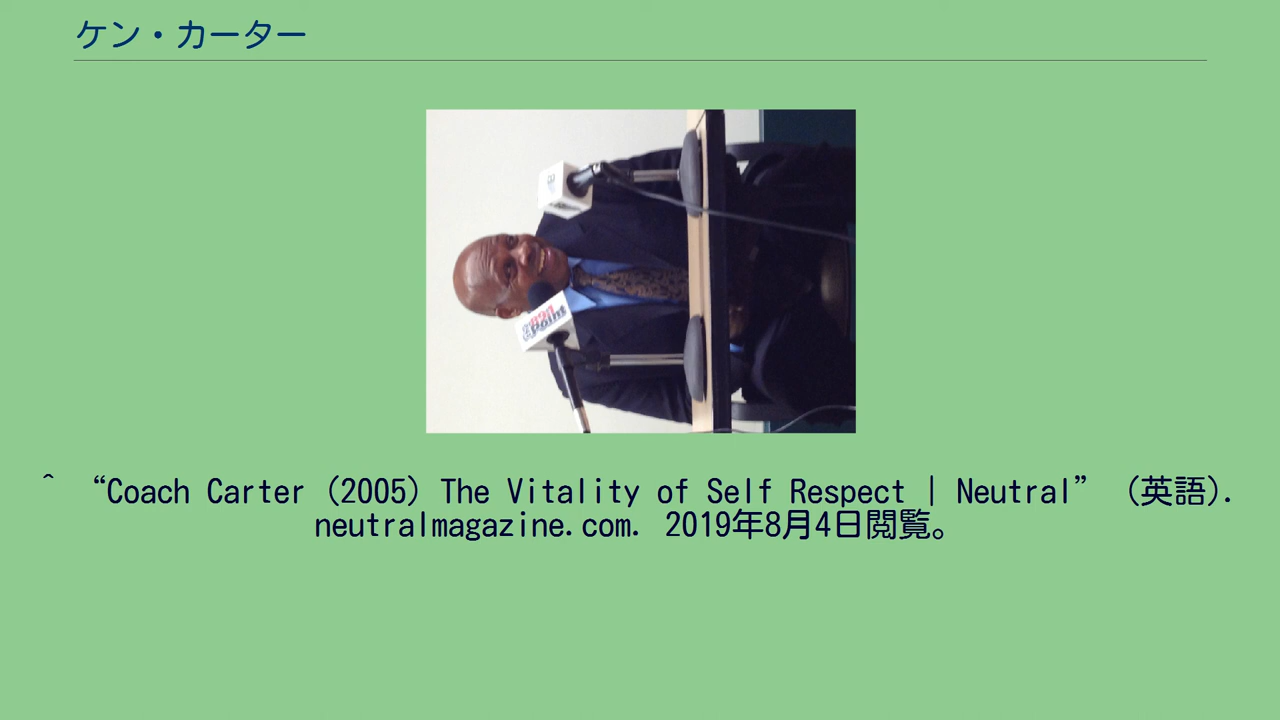 ケン・カーター
Point
^ “Coach Carter (2005) The Vitality of Self Respect | Neutral” (英語).
neutralmagazine.com. 2019年8月4日閲覧。